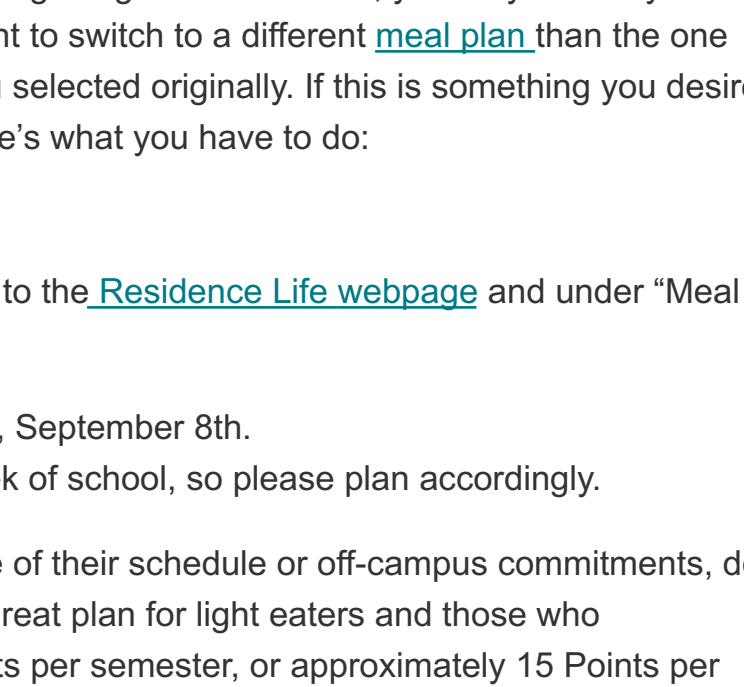 nt to switch to a different meal plan than the one
selected originally. If this is something you desire
e's what you have to do:
to the Residence Life webpage and under “Meal
, September 8th.
k of school, so please plan accordingly.
e of their schedule or off-campus commitments, d
reat plan for light eaters and those who
ts per semester, or approximately 15 Points per